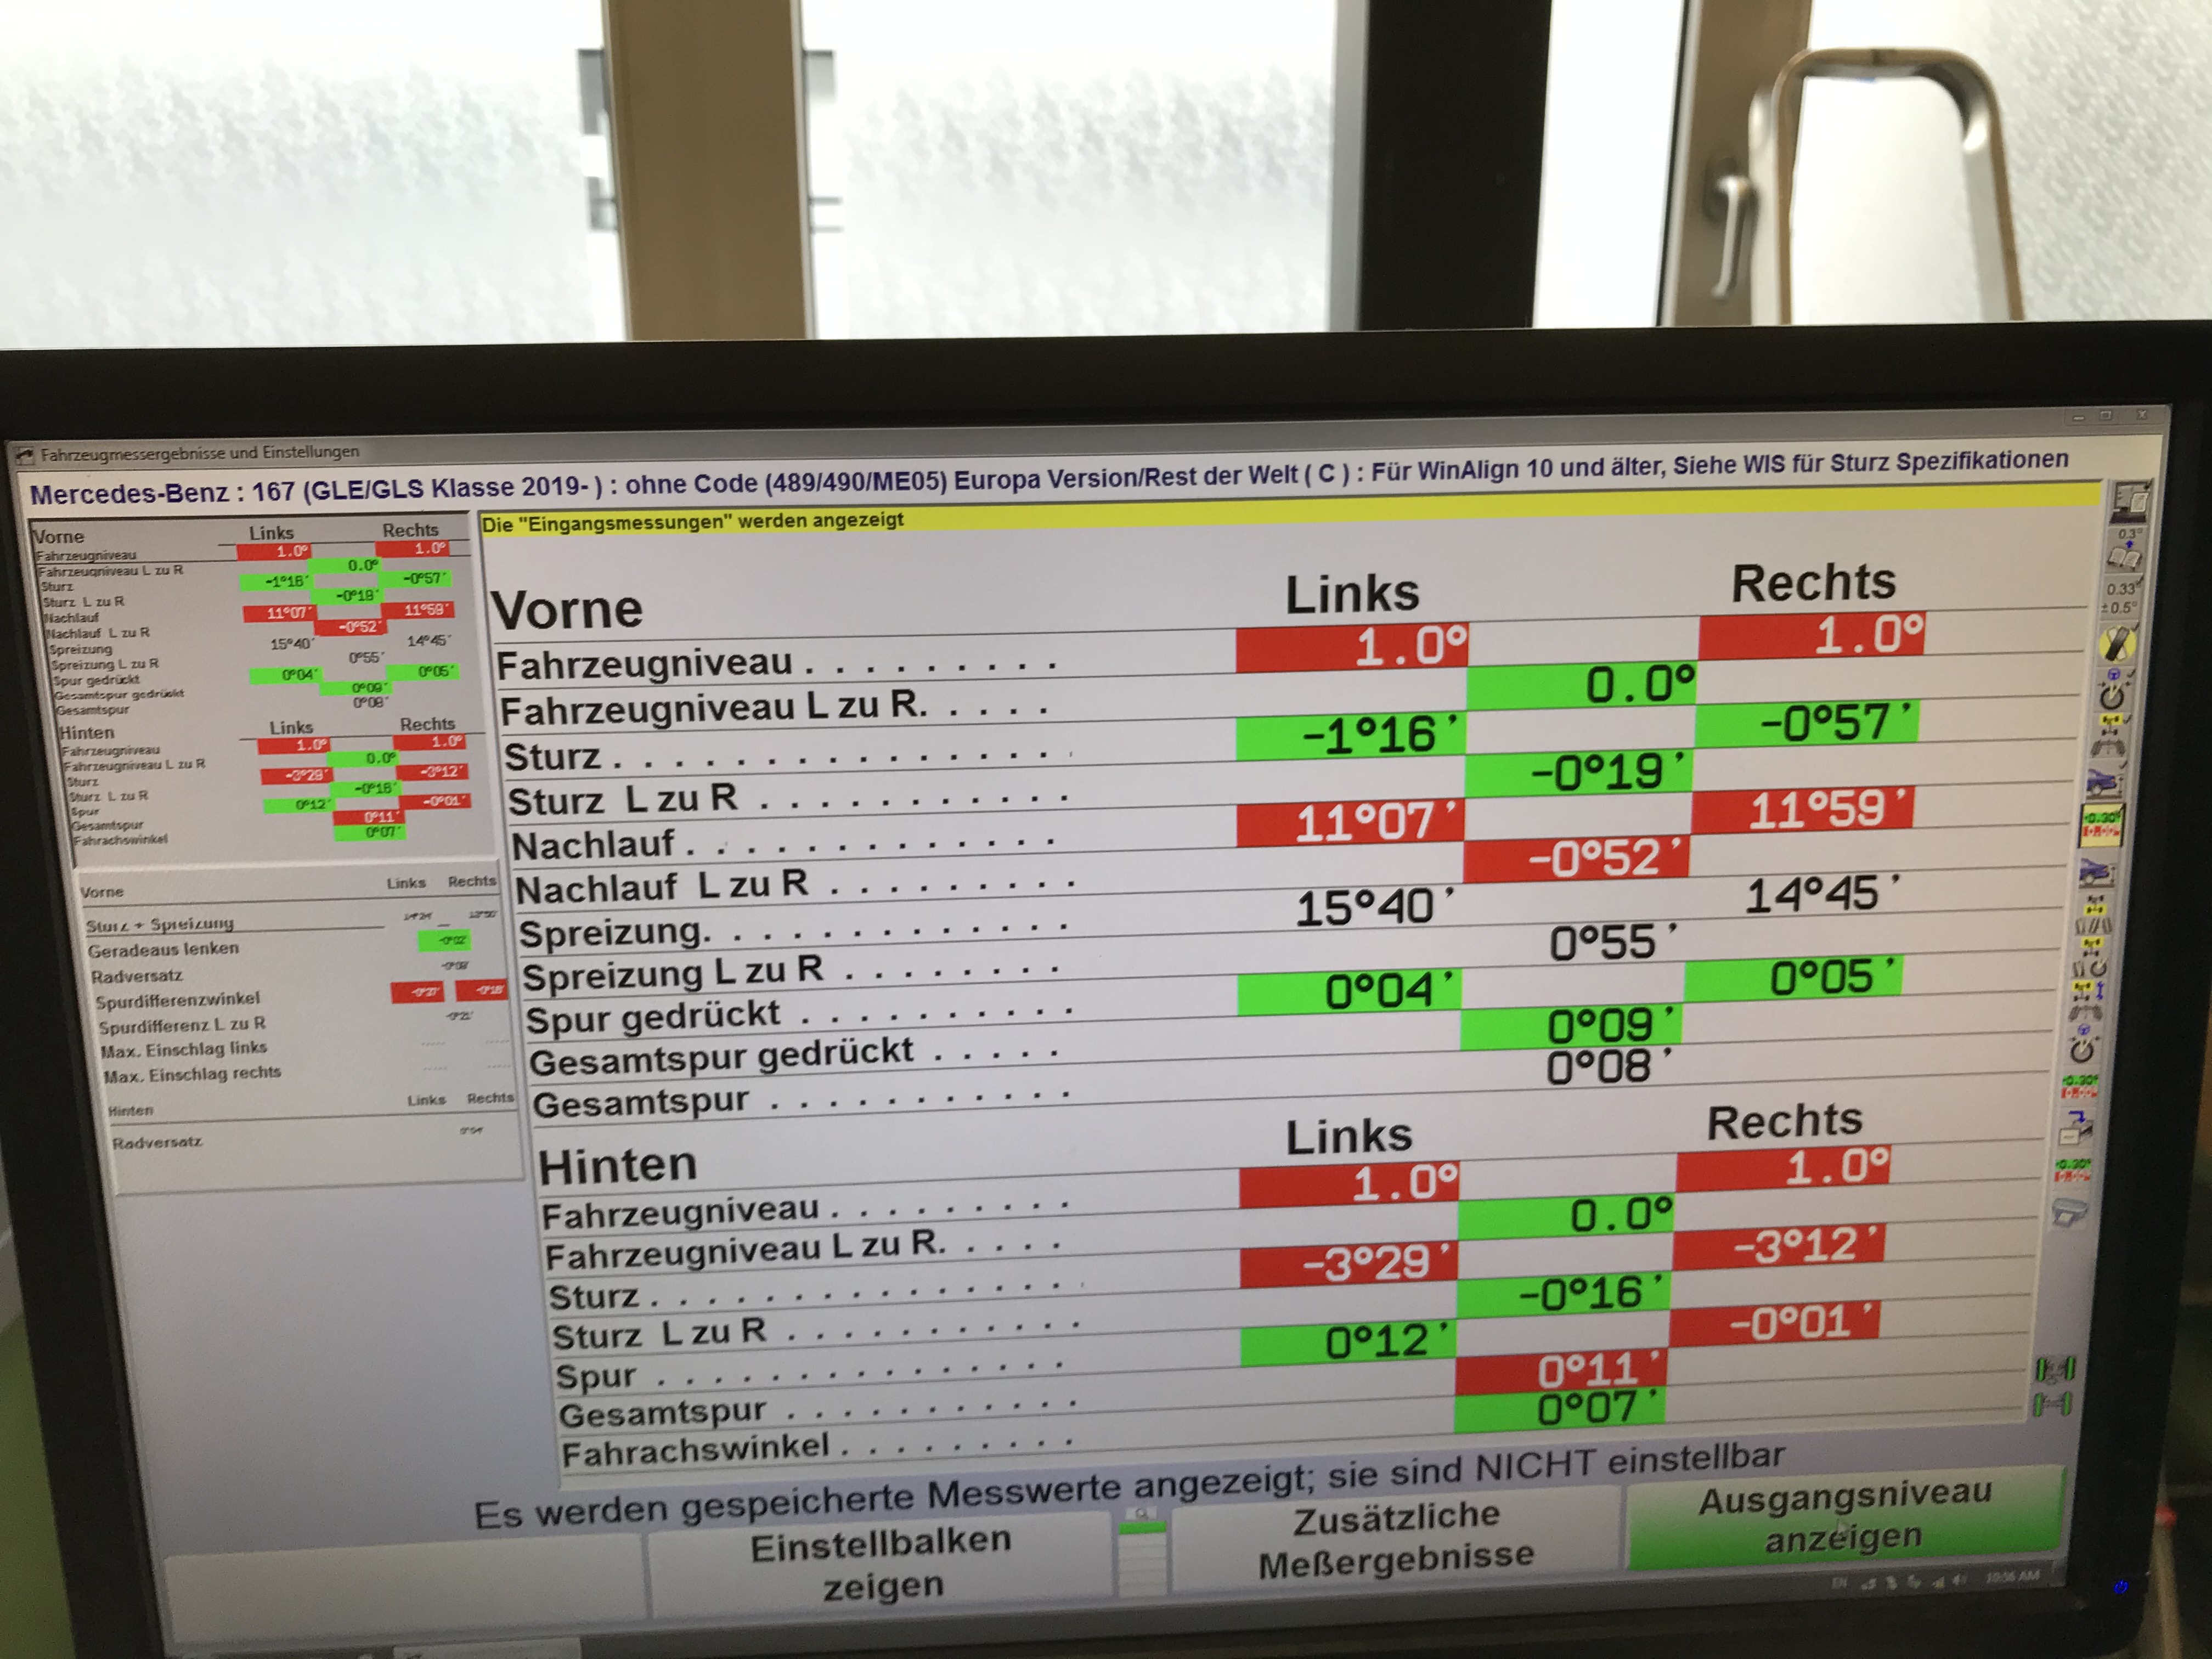 Fahrzeugmessergebnisse und Einstellungen
Mercedes-Benz : 167 (GLE/GLS Klasse 2019- ) : ohne Code (489/490/ME05) Europa Version/Rest der Welt ( C ) : Für WinAlign 10 und älter, Siehe WIS für Sturz Spezifikationen
Vorne Links Rechts
Fahrzeugniveau 1.0° 1.0°
Fahrzeugniveau L zu R 0.0°
Sturz -1°16' -0°57'
Sturz L zu R -0°19'
Nachlauf 11°07' 11°59'
Nachlauf L zu R -0°52'
Spreizung 15°40' 14°45'
Spreizung L zu R 0°55'
Spur gedrückt 0°04' 0°05'
Gesamtspur gedrückt 0°09'
Gesamtspur 0°08'
Hinten Links Rechts
Fahrzeugniveau 1.0° 1.0°
Fahrzeugniveau L zu R 0.0°
Sturz -3°29' -3°12'
Sturz L zu R -0°16'
Spur 0°12' -0°01'
Gesamtspur 0°11'
Fahrachswinkel 0°07'
Vorne Links Rechts
Sturz + Spreizung
Geradeaus lenken -0°02'
Radversatz
Spurdifferenzwinkel
Spurdifferenz L zu R
Max. Einschlag links ..... .....
Max. Einschlag rechts ..... .....
Hinten Links Rechts
Radversatz
Die "Eingangsmessungen" werden angezeigt
Vorne Links Rechts
Fahrzeugniveau . . . . . . . . . 1.0° 1.0°
Fahrzeugniveau L zu R. . . . . 0.0°
Sturz . . . . . . . . . . . . . . . . -1°16' -0°57'
Sturz L zu R . . . . . . . . . . . -0°19'
Nachlauf . . . . . . . . . . . . . 11°07' 11°59'
Nachlauf L zu R . . . . . . . . . -0°52'
Spreizung. . . . . . . . . . . . . 15°40' 14°45'
Spreizung L zu R . . . . . . . . 0°55'
Spur gedrückt . . . . . . . . . . 0°04' 0°05'
Gesamtspur gedrückt . . . . . 0°09'
Gesamtspur . . . . . . . . . . . 0°08'
Hinten Links Rechts
Fahrzeugniveau . . . . . . . . . 1.0° 1.0°
Fahrzeugniveau L zu R. . . . . 0.0°
Sturz . . . . . . . . . . . . . . . . -3°29' -3°12'
Sturz L zu R . . . . . . . . . . . -0°16'
Spur . . . . . . . . . . . . . . . 0°12' -0°01'
Gesamtspur . . . . . . . . . . . 0°11'
Fahrachswinkel . . . . . . . . . 0°07'
0.3°
0.33°
±0.5°
Es werden gespeicherte Messwerte angezeigt; sie sind NICHT einstellbar
Einstellbalken
zeigen
Zusätzliche
Meßergebnisse
Ausgangsniveau
anzeigen
EN 10:56 AM